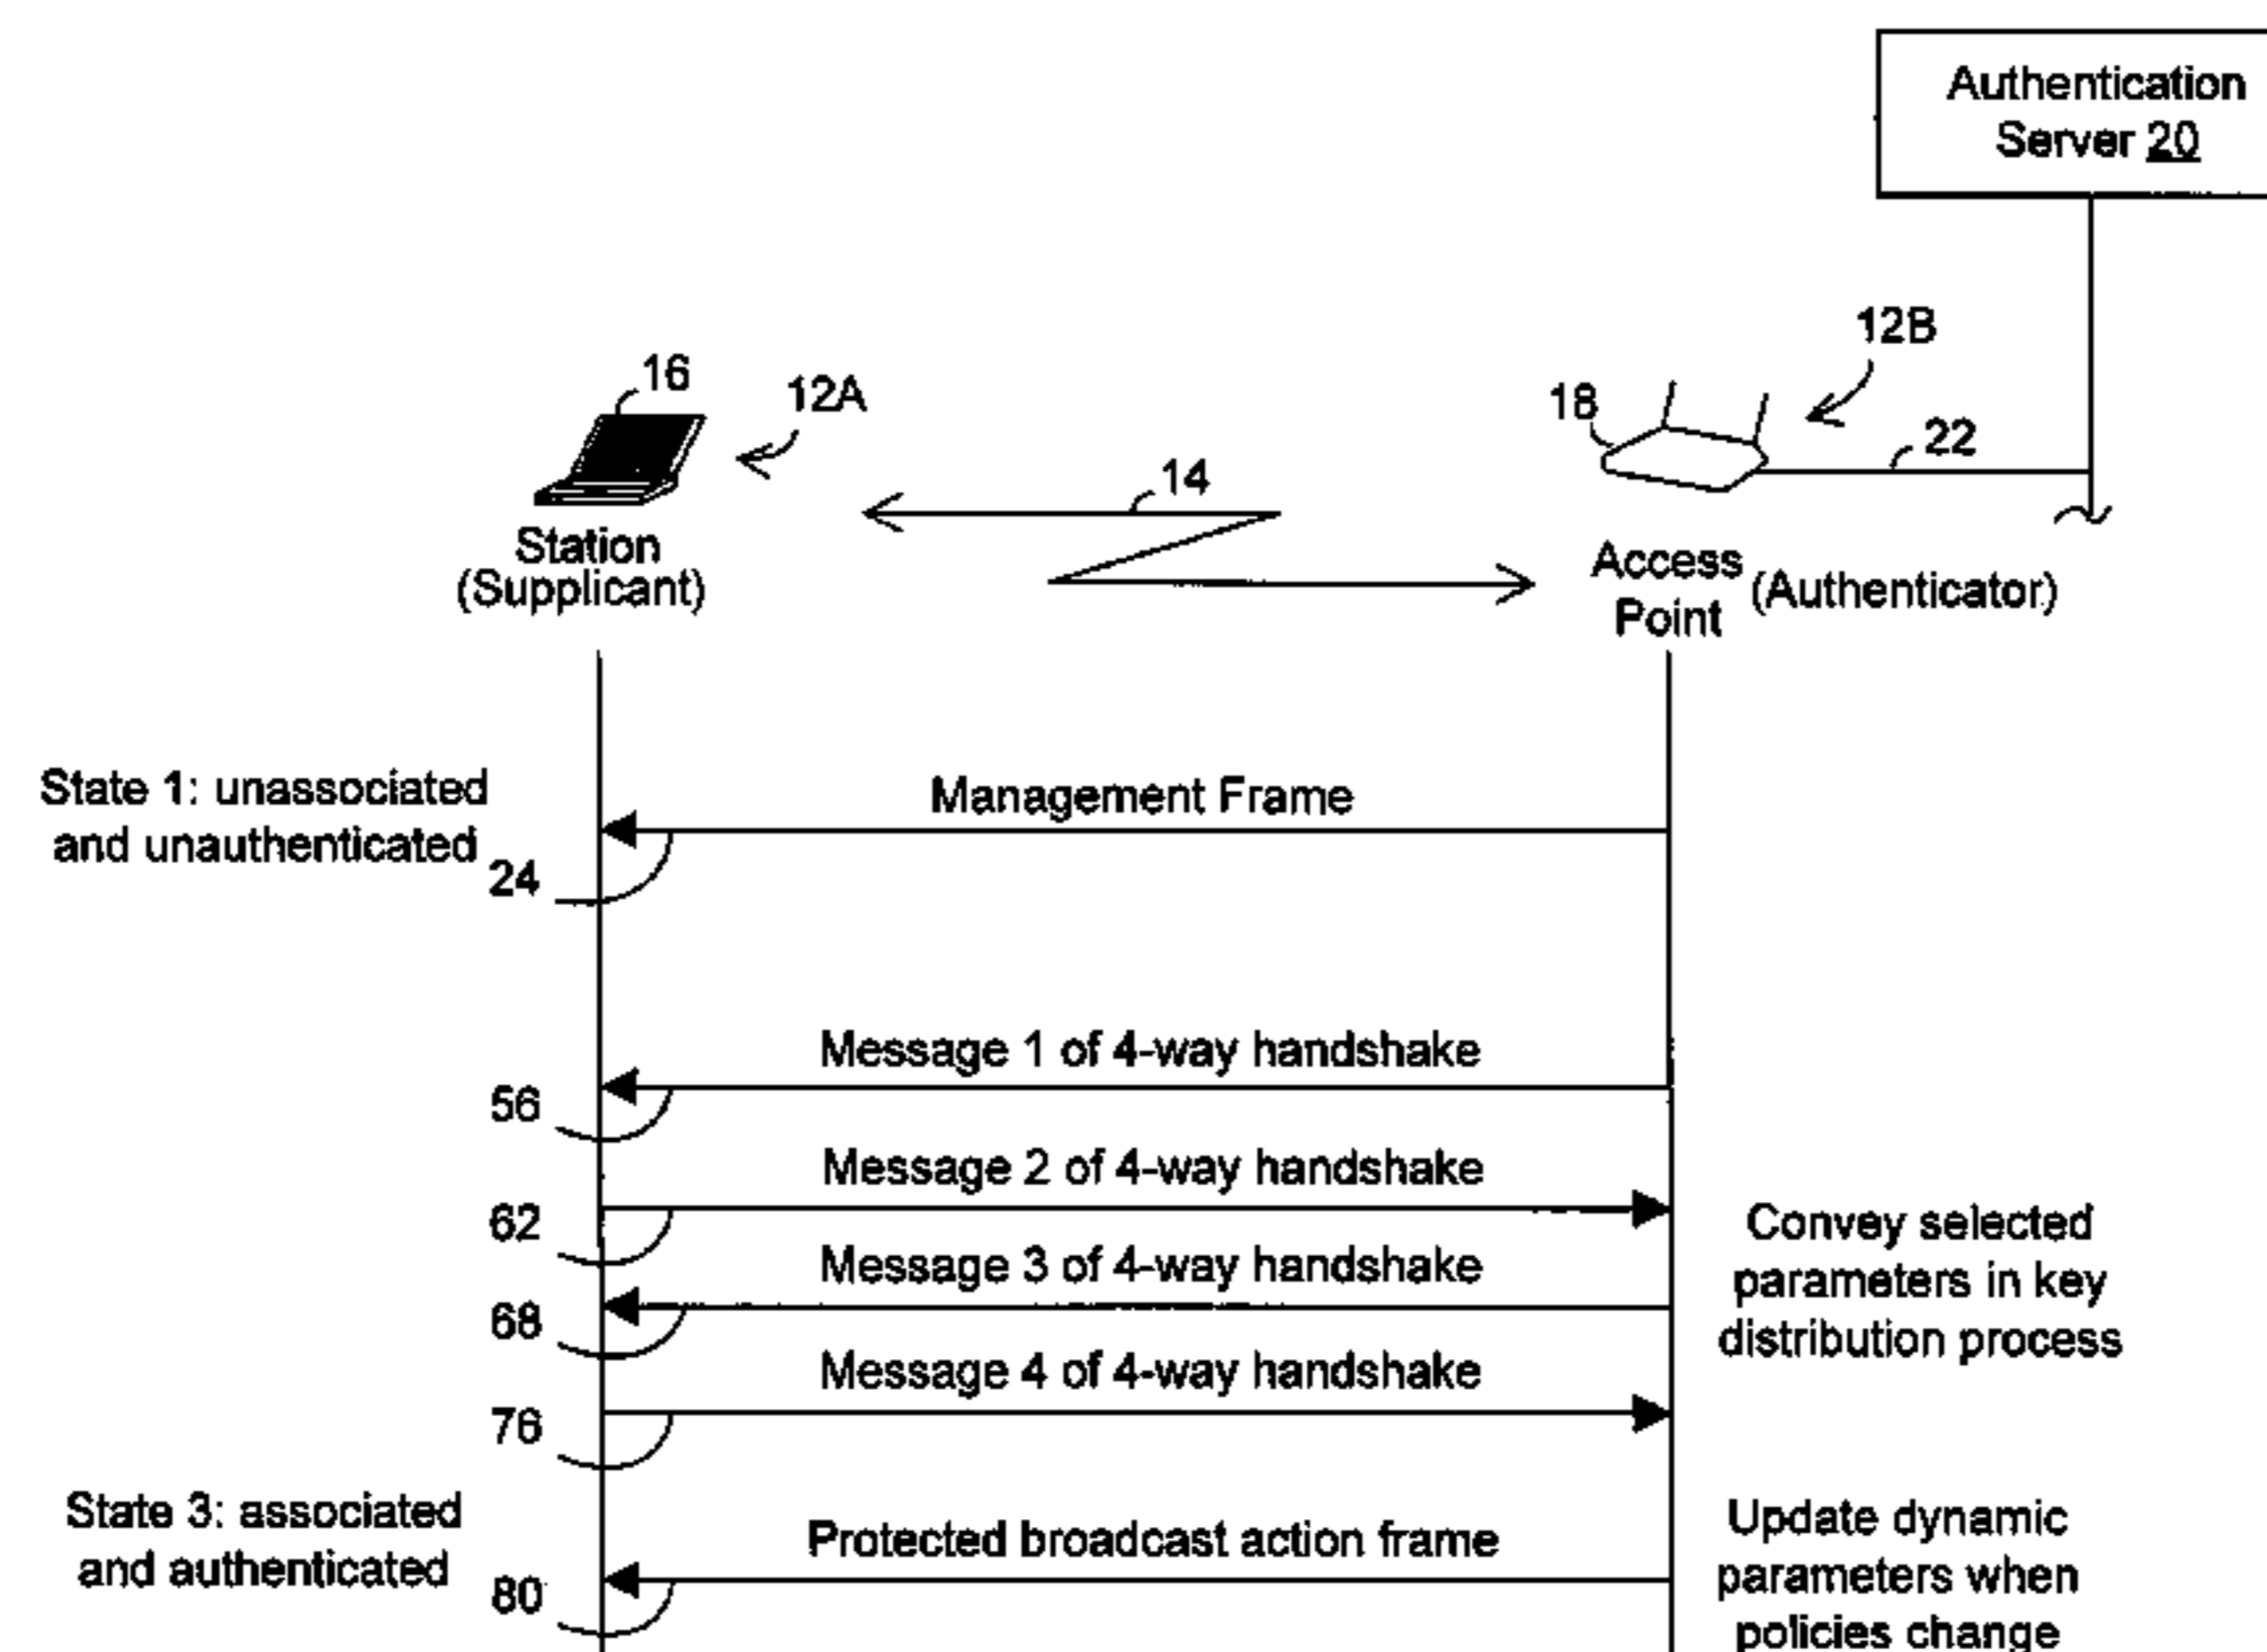 Authentication
Server 20
12B
16
12A
18
22
14
Station
(Supplicant)
Access
Point
(Authenticator)
State 1: unassociated
and unauthenticated
Management Frame
24
Message 1 of 4-way handshake
56
Message 2 of 4-way handshake
62
Convey selected
parameters in key
distribution process
Message 3 of 4-way handshake
68
Message 4 of 4-way handshake
76
State 3: associated
and authenticated
Protected broadcast action frame
80
Update dynamic
parameters when
policies change